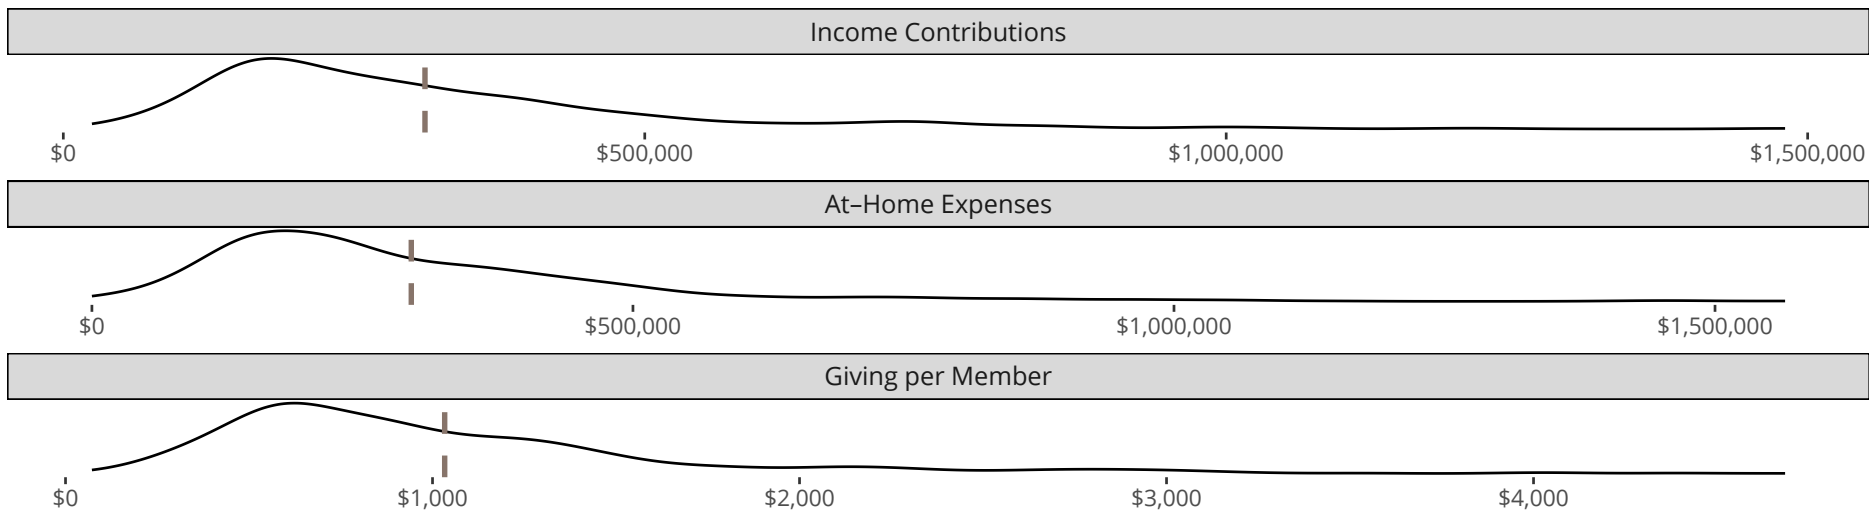 Income Contributions
$0 $500,000 $1,000,000 $1,500,000
At–Home Expenses
$0 $500,000 $1,000,000 $1,500,000
Giving per Member
$0 $1,000 $2,000 $3,000 $4,000